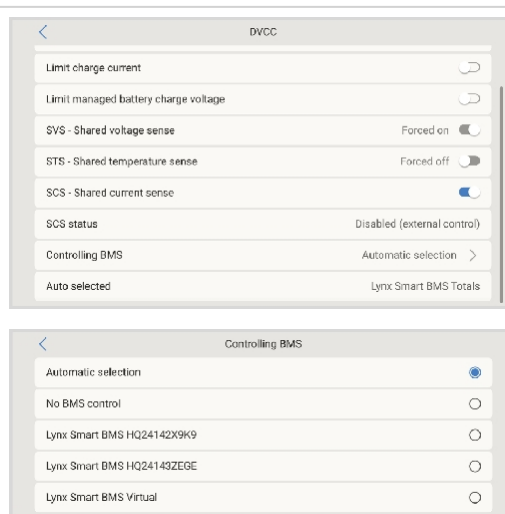 DVCC
Limit charge current
Limit managed battery charge voltage
SVS - Shared voltage sense Forced on
STS - Shared temperature sense Forced off
SCS - Shared current sense
SCS status Disabled (external control)
Controlling BMS Automatic selection
Auto selected Lynx Smart BMS Totals
Controlling BMS
Automatic selection
No BMS control
Lynx Smart BMS HQ24142X9K9
Lynx Smart BMS HQ24143ZEGE
Lynx Smart BMS Virtual